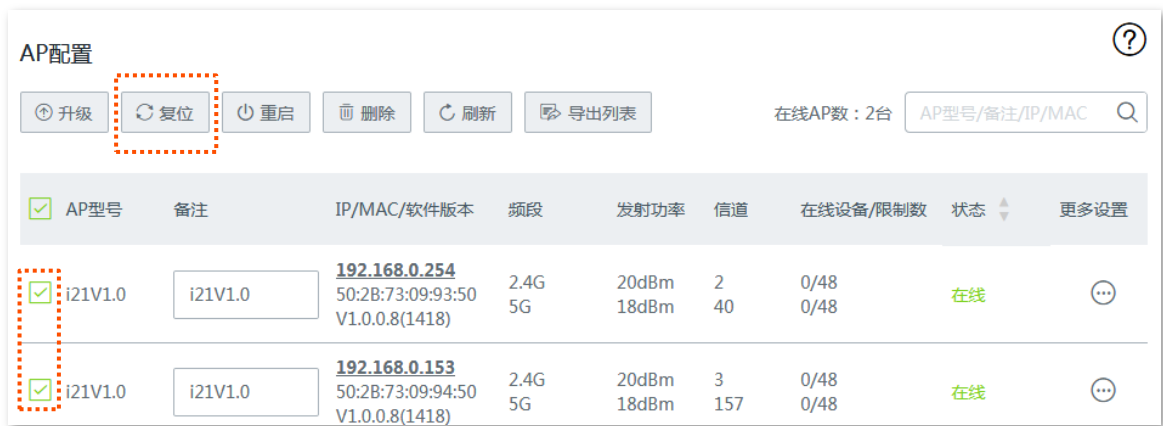 AP配置
?
升级 复位 重启 删除 刷新 导出列表 在线AP数：2台 AP型号/备注/IP/MAC
AP型号 备注 IP/MAC/软件版本 频段 发射功率 信道 在线设备/限制数 状态 更多设置
192.168.0.254
i21V1.0 i21V1.0 50:2B:73:09:93:50 2.4G 20dBm 2 0/48 在线
V1.0.0.8(1418) 5G 18dBm 40 0/48
192.168.0.153
i21V1.0 i21V1.0 50:2B:73:09:94:50 2.4G 20dBm 3 0/48 在线
V1.0.0.8(1418) 5G 18dBm 157 0/48